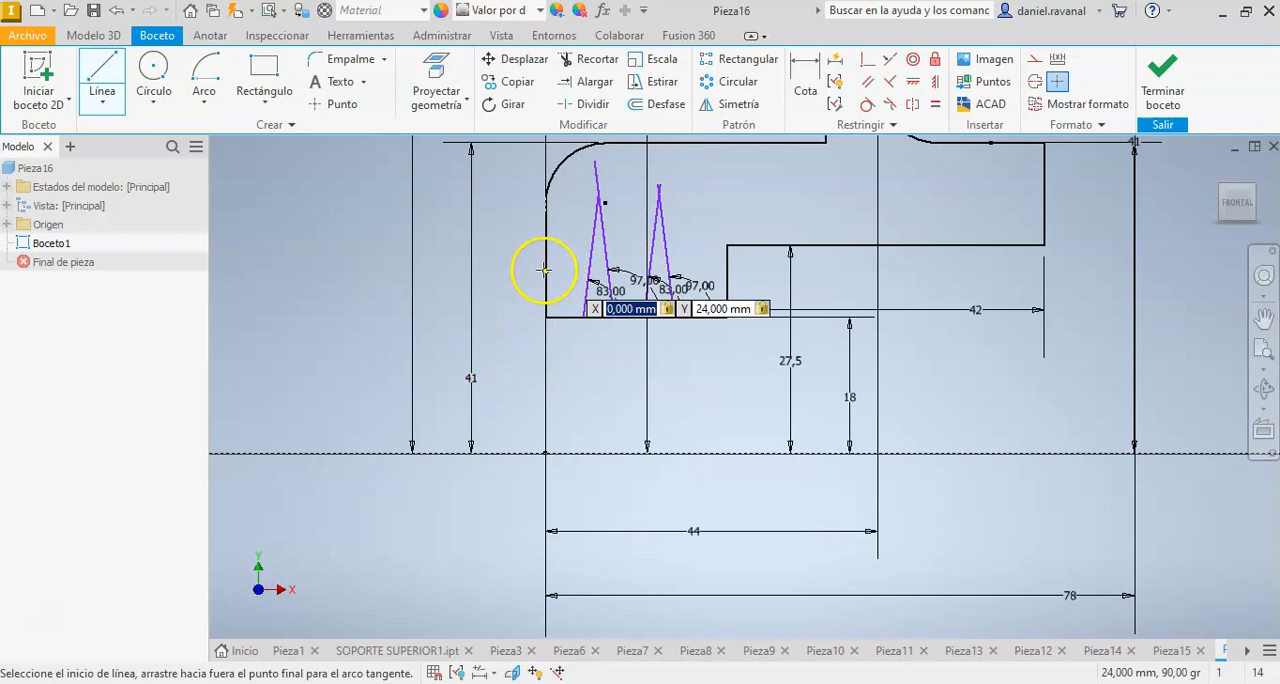 Material
Valor por d
Pieza16
Buscar en la ayuda y los comanc
daniel.ravanal
Archivo Modelo 3D Boceto Anotar Inspeccionar Herramientas Administrar Vista Entornos Colaborar Fusion 360
Iniciar boceto 2D
Línea
Círculo
Arco
Rectángulo
Empalme
Texto
Punto
Proyectar geometría
Desplazar
Copiar
Girar
Recortar
Alargar
Dividir
Escala
Estirar
Desfase
Rectangular
Circular
Simetría
Cota
Imagen
Puntos
ACAD
Mostrar formato
Terminar boceto
Boceto Crear Modificar Patrón Restringir Insertar Formato Salir
Modelo
Pieza16
Estados del modelo: [Principal]
Vista: [Principal]
Origen
Boceto1
Final de pieza
41
FRONTAL
97,00
83,00
83,00
97,00
X 0,000 mm Y 24,000 mm
42
27,5
41
18
44
78
Y
X
Inicio Pieza1 SOPORTE SUPERIOR1.ipt Pieza3 Pieza6 Pieza7 Pieza8 Pieza9 Pieza10 Pieza11 Pieza13 Pieza12 Pieza14 Pieza15
Seleccione el inicio de línea, arrastre hacia fuera el punto final para el arco tangente.
24,000 mm, 90,00 gr 1 14